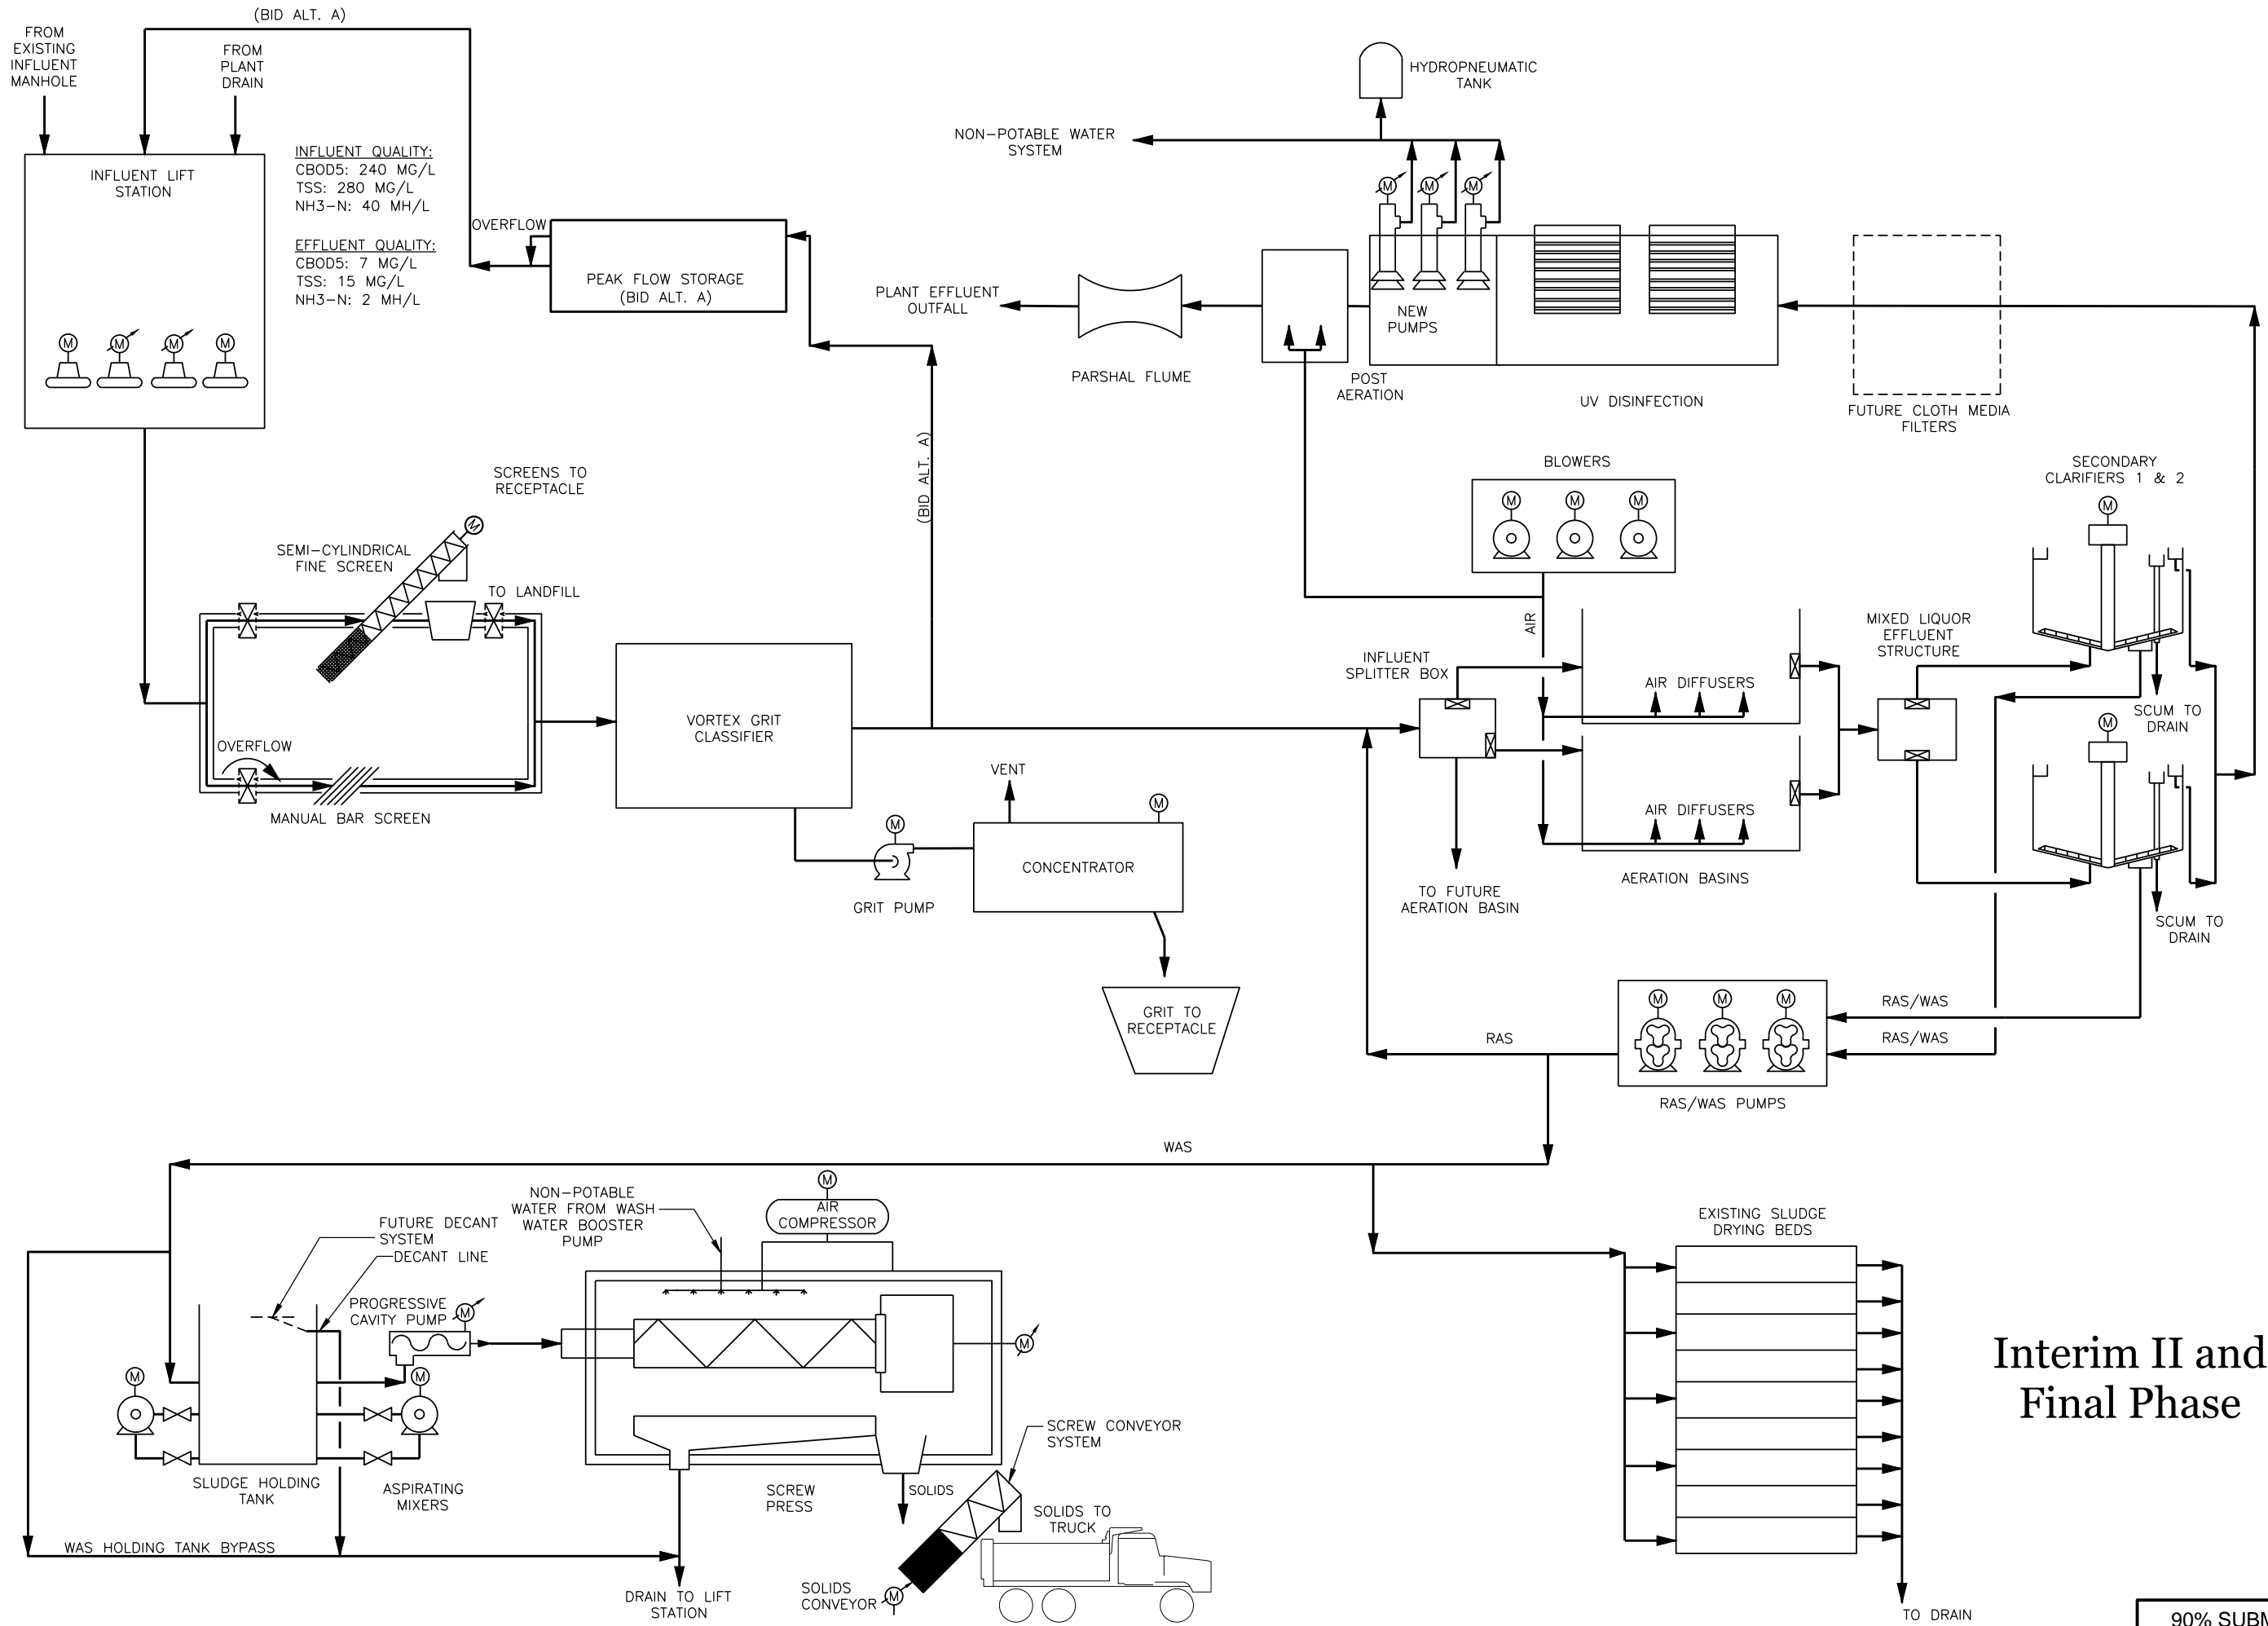 (BID ALT. A)
FROM
EXISTING
INFLUENT
MANHOLE
FROM
PLANT
DRAIN
INFLUENT LIFT
STATION
INFLUENT QUALITY:
CBOD5: 240 MG/L
TSS: 280 MG/L
NH3-N: 40 MH/L
EFFLUENT QUALITY:
CBOD5: 7 MG/L
TSS: 15 MG/L
NH3-N: 2 MH/L
M
M
M
M
OVERFLOW
PEAK FLOW STORAGE
(BID ALT. A)
HYDROPNEUMATIC
TANK
NON-POTABLE WATER
SYSTEM
M
M
M
NEW
PUMPS
PLANT EFFLUENT
OUTFALL
PARSHAL FLUME
POST
AERATION
UV DISINFECTION
FUTURE CLOTH MEDIA
FILTERS
(BID ALT. A)
SCREENS TO
RECEPTACLE
M
SEMI-CYLINDRICAL
FINE SCREEN
TO LANDFILL
OVERFLOW
MANUAL BAR SCREEN
VORTEX GRIT
CLASSIFIER
VENT
M
M
CONCENTRATOR
GRIT PUMP
GRIT TO
RECEPTACLE
BLOWERS
M
M
M
AIR
INFLUENT
SPLITTER BOX
AIR DIFFUSERS
AIR DIFFUSERS
TO FUTURE
AERATION BASIN
AERATION BASINS
MIXED LIQUOR
EFFLUENT
STRUCTURE
SECONDARY
CLARIFIERS 1 & 2
M
SCUM TO
DRAIN
M
SCUM TO
DRAIN
RAS/WAS
RAS/WAS
M
M
M
RAS/WAS PUMPS
RAS
WAS
NON-POTABLE
WATER FROM WASH
WATER BOOSTER
PUMP
M
AIR
COMPRESSOR
FUTURE DECANT
SYSTEM
DECANT LINE
PROGRESSIVE
CAVITY PUMP
M
M
M
M
SLUDGE HOLDING
TANK
ASPIRATING
MIXERS
SCREW
PRESS
SOLIDS
SCREW CONVEYOR
SYSTEM
SOLIDS TO
TRUCK
WAS HOLDING TANK BYPASS
DRAIN TO LIFT
STATION
SOLIDS
CONVEYOR
M
EXISTING SLUDGE
DRYING BEDS
TO DRAIN
Interim II and
Final Phase
90% SUBM